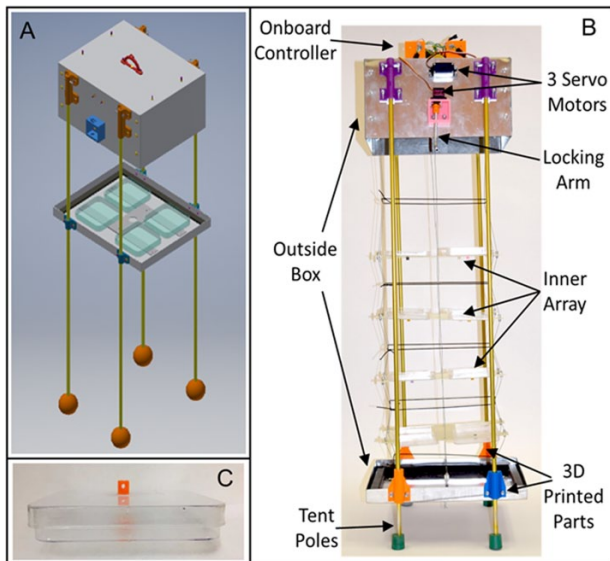 A
B
Onboard
Controller
3 Servo
Motors
Locking
Arm
Outside
Box
Inner
Array
3D
Printed
Parts
Tent
Poles
C